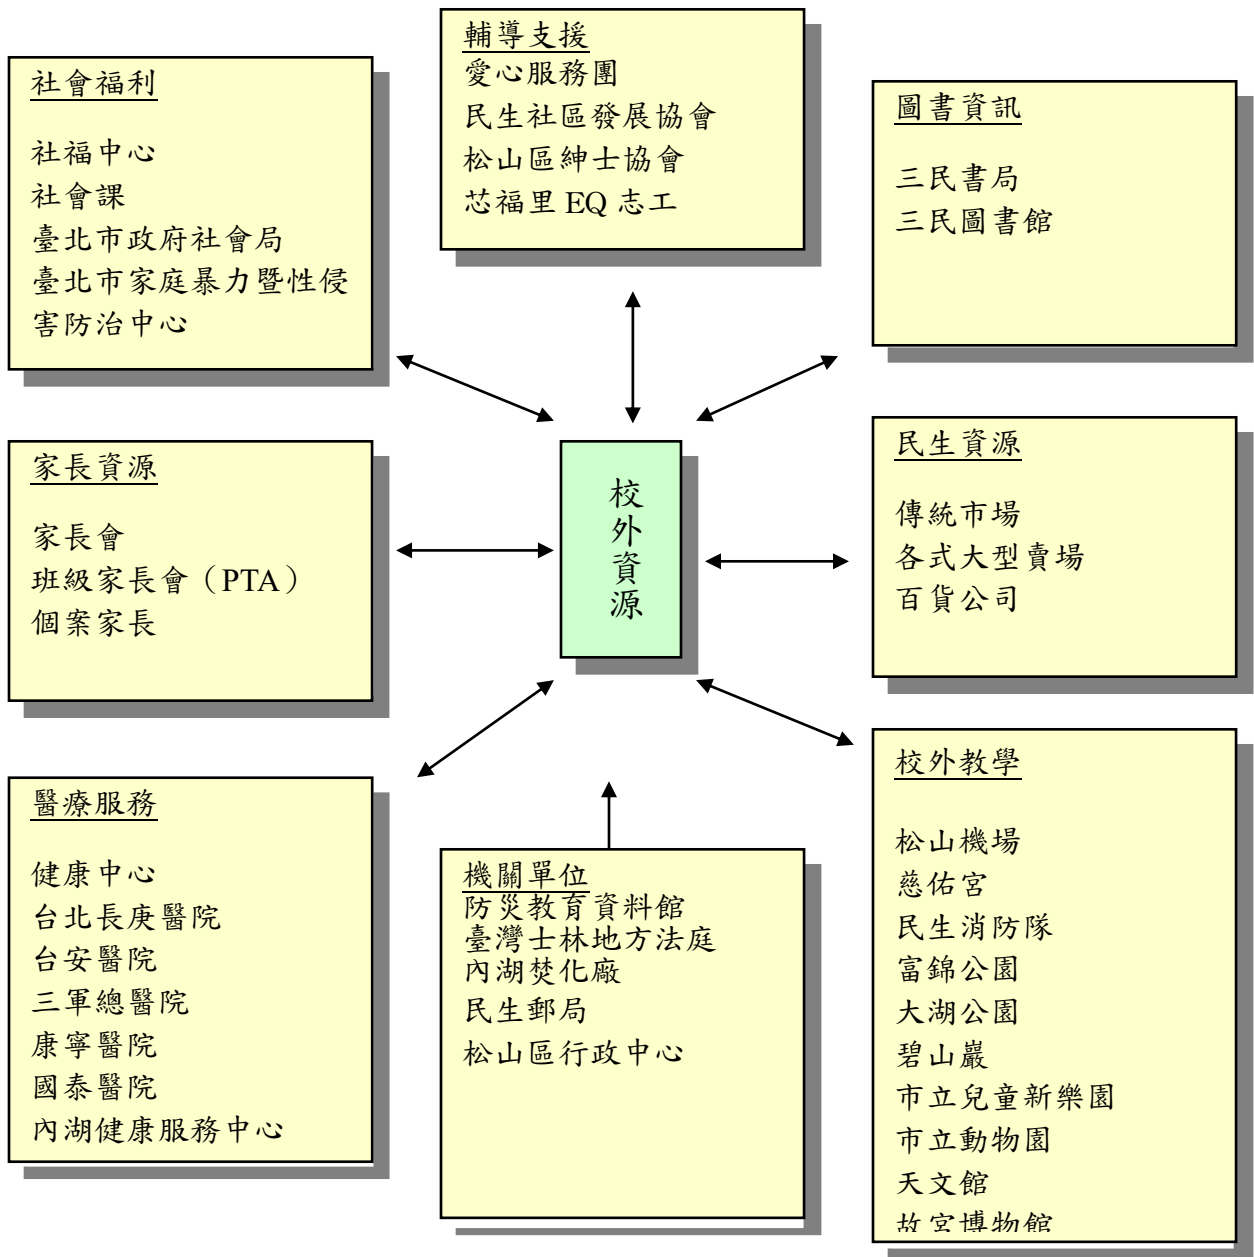 社會福利
社福中心
社會課
臺北市政府社會局
臺北市家庭暴力暨性侵
害防治中心
輔導支援
愛心服務團
民生社區發展協會
松山區紳士協會
芯福里 EQ 志工
圖書資訊
三民書局
三民圖書館
家長資源
家長會
班級家長會（PTA）
個案家長
校外資源
民生資源
傳統市場
各式大型賣場
百貨公司
醫療服務
健康中心
台北長庚醫院
台安醫院
三軍總醫院
康寧醫院
國泰醫院
內湖健康服務中心
機關單位
防災教育資料館
臺灣士林地方法庭
內湖焚化廠
民生郵局
松山區行政中心
校外教學
松山機場
慈佑宮
民生消防隊
富錦公園
大湖公園
碧山巖
市立兒童新樂園
市立動物園
天文館
故宮博物館